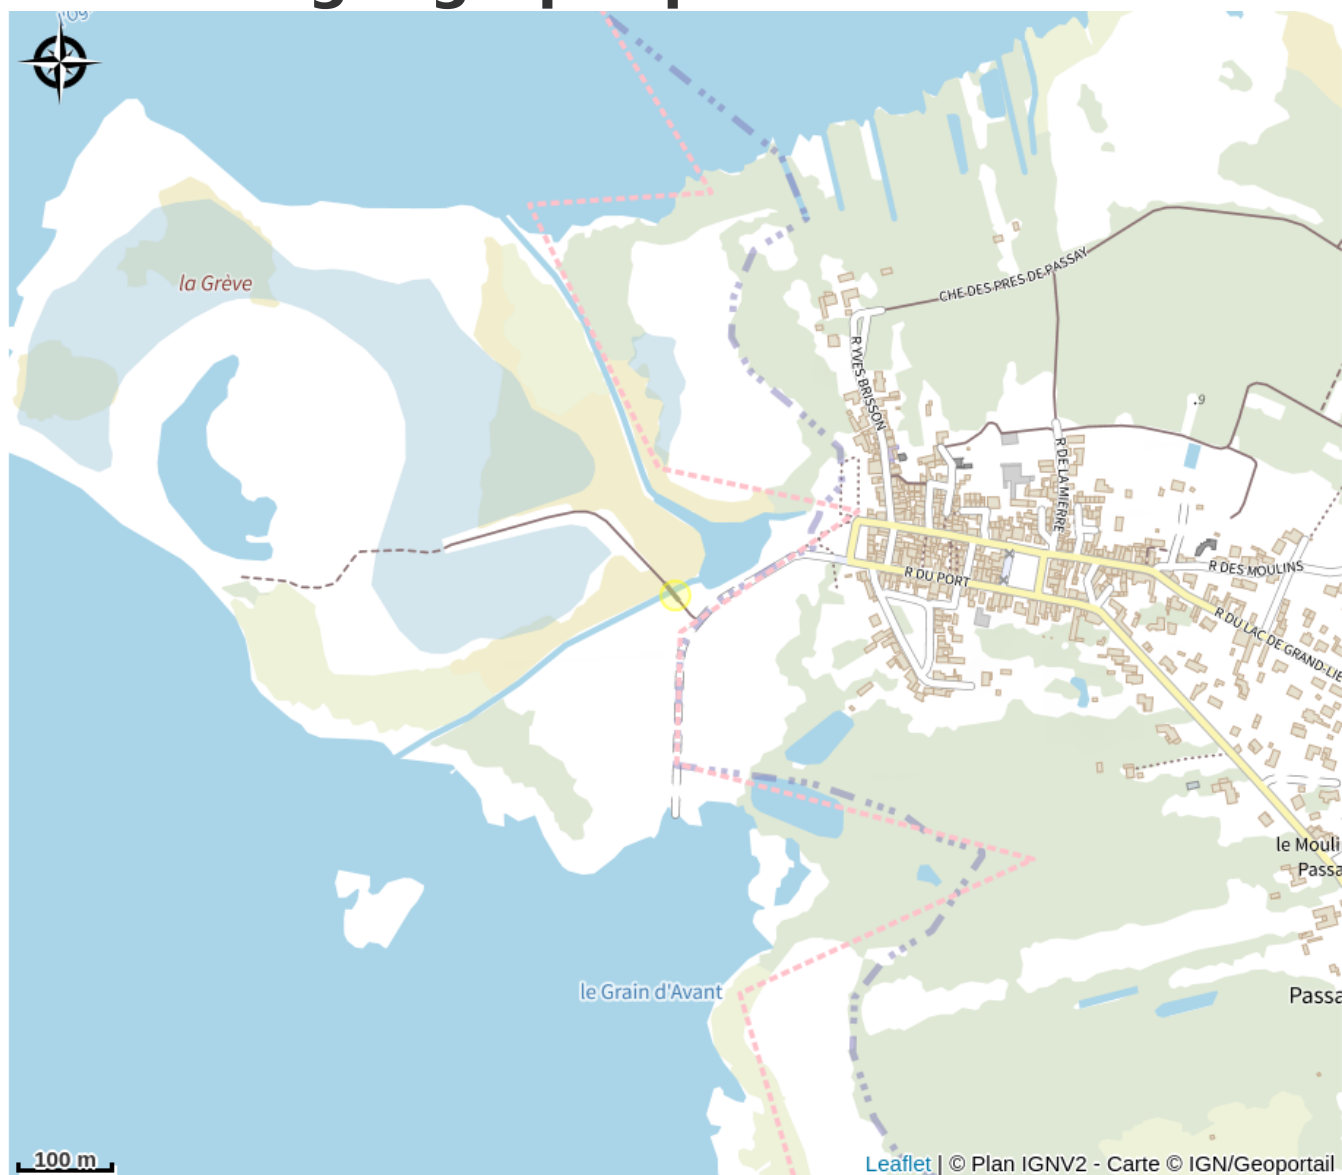 la Grève
CHE DES PRES DE PASSAY
R YVES BRISSON
9
R DE LA MIERRE
R DU PORT
R DES MOULINS
R DU LAC DE GRAND-LIE
le Mouli
Passa
le Grain d'Avant
Passa
100 m
Leaflet | © Plan IGNV2 - Carte © IGN/Geoportail